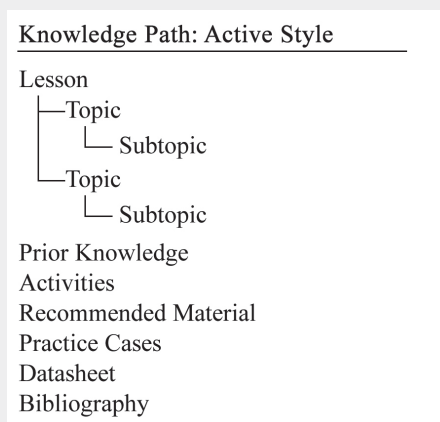 Knowledge Path: Active Style
Lesson
Topic
Subtopic
Topic
Subtopic
Prior Knowledge
Activities
Recommended Material
Practice Cases
Datasheet
Bibliography